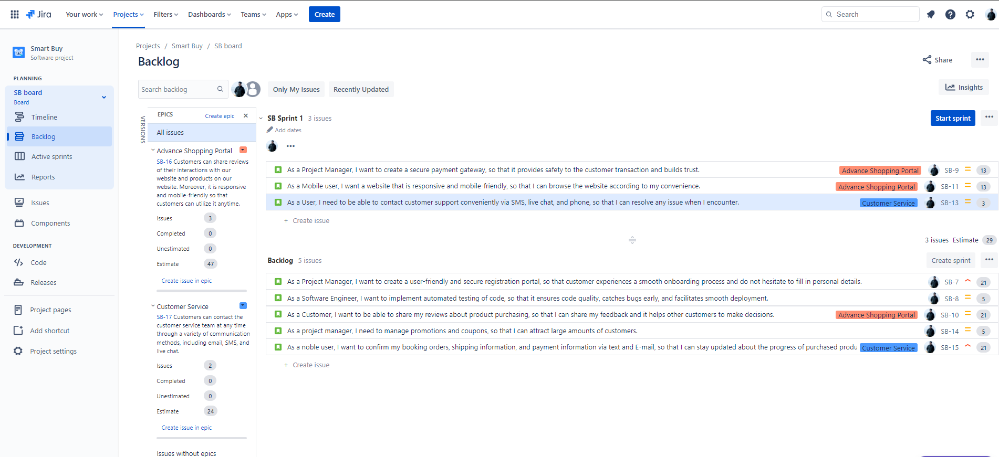 Jira
Your work
Projects
Filters
Dashboards
Teams
Apps
Create
Search
Smart Buy
Software project
PLANNING
SB board
Board
Timeline
Backlog
Active sprints
Reports
Issues
Components
DEVELOPMENT
Code
Releases
Project pages
Add shortcut
Project settings
Projects / Smart Buy / SB board
Backlog
Share
Search backlog
Only My Issues
Recently Updated
Insights
VERSIONS
EPICS
Create epic
All issues
Advance Shopping Portal
SB-16 Customers can share reviews
of their interactions with our
website and products on our
website. Moreover, it is responsive
and mobile-friendly so that
customers can utilize it anytime.
Issues 3
Completed 0
Unestimated 0
Estimate 47
Create issue in epic
Customer Service
SB-17 Customers can contact the
customer service team at any time
through a variety of communication
methods, including email, SMS, and
live chat.
Issues 2
Completed 0
Unestimated 0
Estimate 24
Create issue in epic
Issues without epics
SB Sprint 1 3 issues
Start sprint
Add dates
As a Project Manager, I want to create a secure payment gateway, so that it provides safety to the customer transaction and builds trust. Advance Shopping Portal SB-9 13
As a Mobile user, I want a website that is responsive and mobile-friendly, so that I can browse the website according to my convenience. Advance Shopping Portal SB-11 13
As a User, I need to be able to contact customer support conveniently via SMS, live chat, and phone, so that I can resolve any issue when I encounter. Customer Service SB-13 3
+ Create issue
3 issues Estimate 29
Backlog 5 issues
Create sprint
As a Project Manager, I want to create a user-friendly and secure registration portal, so that customer experiences a smooth onboarding process and do not hesitate to fill in personal details. SB-7 21
As a Software Engineer, I want to implement automated testing of code, so that it ensures code quality, catches bugs early, and facilitates smooth deployment. SB-8 5
As a Customer, I want to be able to share my reviews about product purchasing, so that I can share my feedback and it helps other customers to make decisions. Advance Shopping Portal SB-10 21
As a project manager, I need to manage promotions and coupons, so that I can attract large amounts of customers. SB-14 5
As a noble user, I want to confirm my booking orders, shipping information, and payment information via text and E-mail, so that I can stay updated about the progress of purchased produ Customer Service SB-15 21
+ Create issue